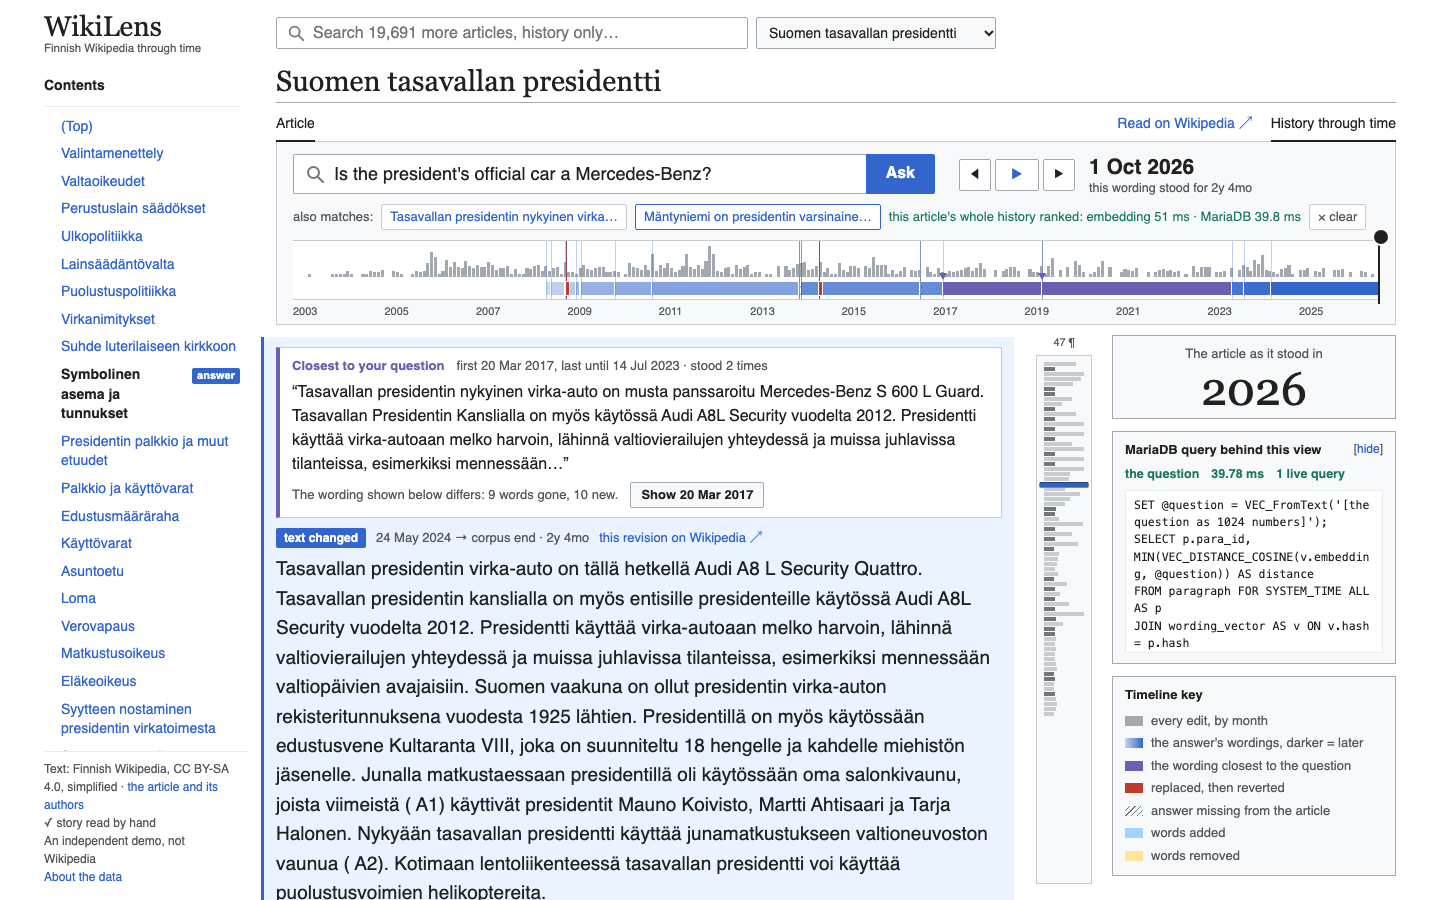 WikiLens
Finnish Wikipedia through time
Search 19,691 more articles, history only…
Suomen tasavallan presidentti
Contents
(Top)
Valintamenettely
Valtaoikeudet
Perustuslain säädökset
Ulkopolitiikka
Lainsäädäntövalta
Puolustuspolitiikka
Virkanimitykset
Suhde luterilaiseen kirkkoon
Symbolinen asema ja tunnukset
answer
Presidentin palkkio ja muut etuudet
Palkkio ja käyttövarat
Edustusmääräraha
Käyttövarat
Asuntoetu
Loma
Verovapaus
Matkustusoikeus
Eläkeoikeus
Syytteen nostaminen presidentin virkatoimesta
Text: Finnish Wikipedia, CC BY-SA
4.0, simplified · the article and its
authors
✓ story read by hand
An independent demo, not
Wikipedia
About the data
Suomen tasavallan presidentti
Article
Read on Wikipedia ↗
History through time
Is the president's official car a Mercedes-Benz?
Ask
◀
▶
▶
1 Oct 2026
this wording stood for 2y 4mo
also matches:
Tasavallan presidentin nykyinen virka…
Mäntyniemi on presidentin varsinaine…
this article's whole history ranked: embedding 51 ms · MariaDB 39.8 ms
× clear
2003 2005 2007 2009 2011 2013 2015 2017 2019 2021 2023 2025
Closest to your question first 20 Mar 2017, last until 14 Jul 2023 · stood 2 times
“Tasavallan presidentin nykyinen virka-auto on musta panssaroitu Mercedes-Benz S 600 L Guard.
Tasavallan Presidentin Kanslialla on myös käytössä Audi A8L Security vuodelta 2012. Presidentti
käyttää virka-autoaan melko harvoin, lähinnä valtiovierailujen yhteydessä ja muissa juhlavissa
tilanteissa, esimerkiksi mennessään…”
The wording shown below differs: 9 words gone, 10 new.
Show 20 Mar 2017
text changed 24 May 2024 → corpus end · 2y 4mo this revision on Wikipedia ↗
Tasavallan presidentin virka-auto on tällä hetkellä Audi A8 L Security Quattro.
Tasavallan presidentin kanslialla on myös entisille presidenteille käytössä Audi A8L
Security vuodelta 2012. Presidentti käyttää virka-autoaan melko harvoin, lähinnä
valtiovierailujen yhteydessä ja muissa juhlavissa tilanteissa, esimerkiksi mennessään
valtiopäivien avajaisiin. Suomen vaakuna on ollut presidentin virka-auton
rekisteritunnuksena vuodesta 1925 lähtien. Presidentillä on myös käytössään
edustusvene Kultaranta VIII, joka on suunniteltu 18 hengelle ja kahdelle miehistön
jäsenelle. Junalla matkustaessaan presidentillä oli käytössään oma salonkivaunu,
joista viimeistä ( A1) käyttivät presidentit Mauno Koivisto, Martti Ahtisaari ja Tarja
Halonen. Nykyään tasavallan presidentti käyttää junamatkustukseen valtioneuvoston
vaunua ( A2). Kotimaan lentoliikenteessä tasavallan presidentti voi käyttää
puolustusvoimien helikoptereita.
47 ¶
The article as it stood in
2026
MariaDB query behind this view
[hide]
the question 39.78 ms 1 live query
SET @question = VEC_FromText('[the
question as 1024 numbers]');
SELECT p.para_id,
MIN(VEC_DISTANCE_COSINE(v.embeddin
g, @question)) AS distance
FROM paragraph FOR SYSTEM_TIME ALL
AS p
JOIN wording_vector AS v ON v.hash
= p.hash
Timeline key
every edit, by month
the answer's wordings, darker = later
the wording closest to the question
replaced, then reverted
answer missing from the article
words added
words removed